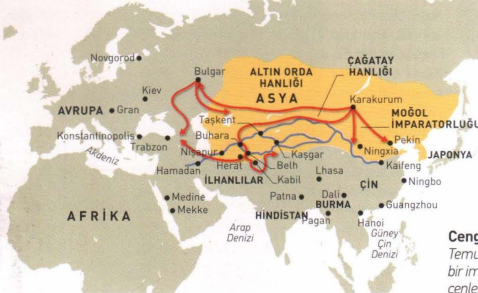 Novgorod
Bulgar
ALTIN ORDA
HANLIĞI
ASYA
ÇAĞATAY
HANLIĞI
Kiev
Karakurum
AVRUPA
Gran
Taşkent
MOĞOL
İMPARATORLUĞU
Konstantinopolis
Buhara
Pekin
Akdeniz
Trabzon
Nişapur
Kaşgar
Ningxia
JAPONYA
Hamadan
Herat
Belh
Kaifeng
İLHANLILAR
Kabil
Lhasa
ÇİN
Ningbo
Medine
Mekke
Patna
Dali
BURMA
Guangzhou
AFRİKA
HİNDİSTAN
Pagan
Hanoi
Arap
Denizi
Güney
Çin
Denizi
Ceng
Temu
bir im
cenle